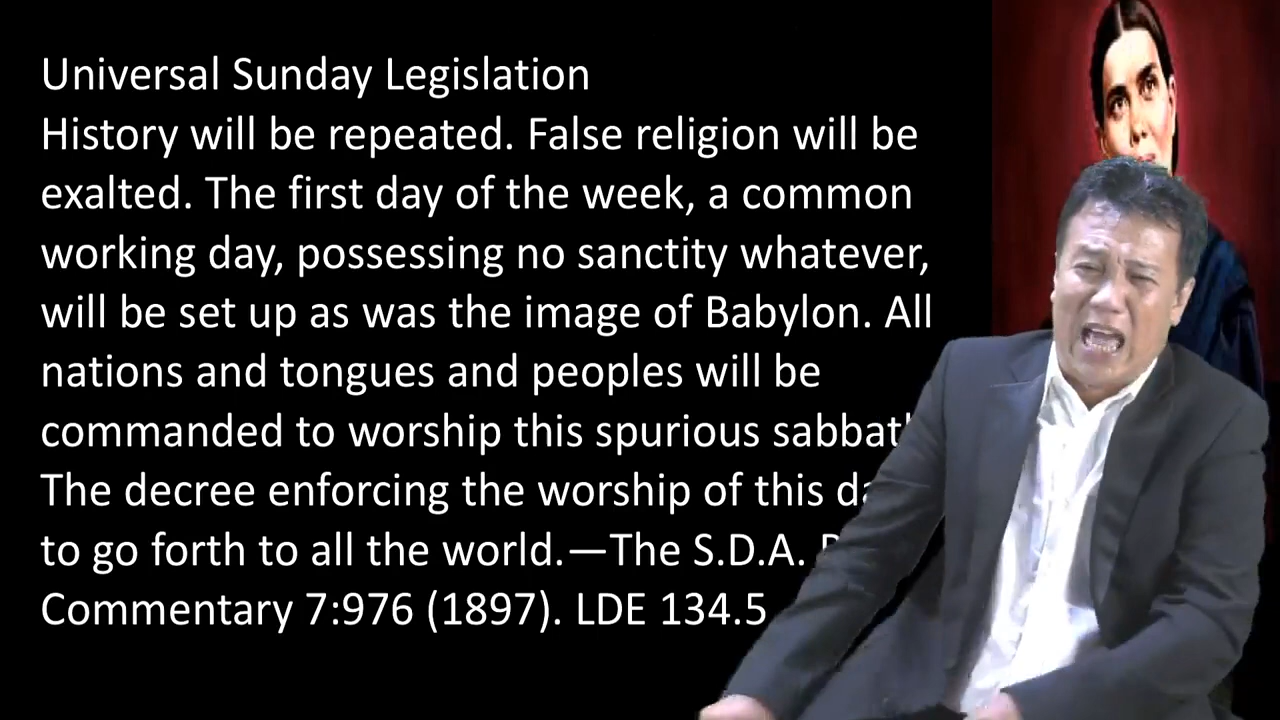 Universal Sunday Legislation
History will be repeated. False religion will be
exalted. The first day of the week, a common
working day, possessing no sanctity whatever,
will be set up as was the image of Babylon. All
nations and tongues and peoples will be
commanded to worship this spurious
The decree enforcing the worship of this
to go forth to all the world.—The S.D.A.
Commentary 7:976 (1897). LDE 134.5